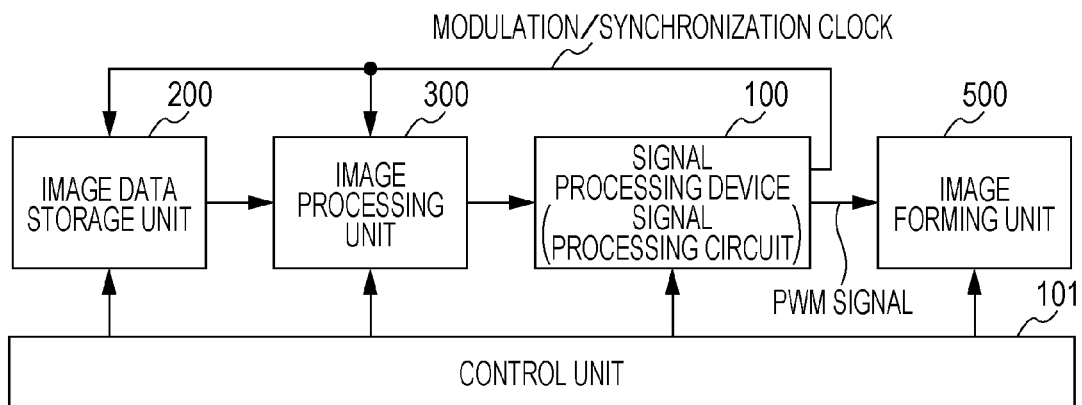 MODULATION/SYNCHRONIZATION CLOCK
200
300
100
500
IMAGE DATA
STORAGE UNIT
IMAGE
PROCESSING
UNIT
SIGNAL
PROCESSING DEVICE
(SIGNAL
PROCESSING CIRCUIT)
IMAGE
FORMING UNIT
PWM SIGNAL
101
CONTROL UNIT